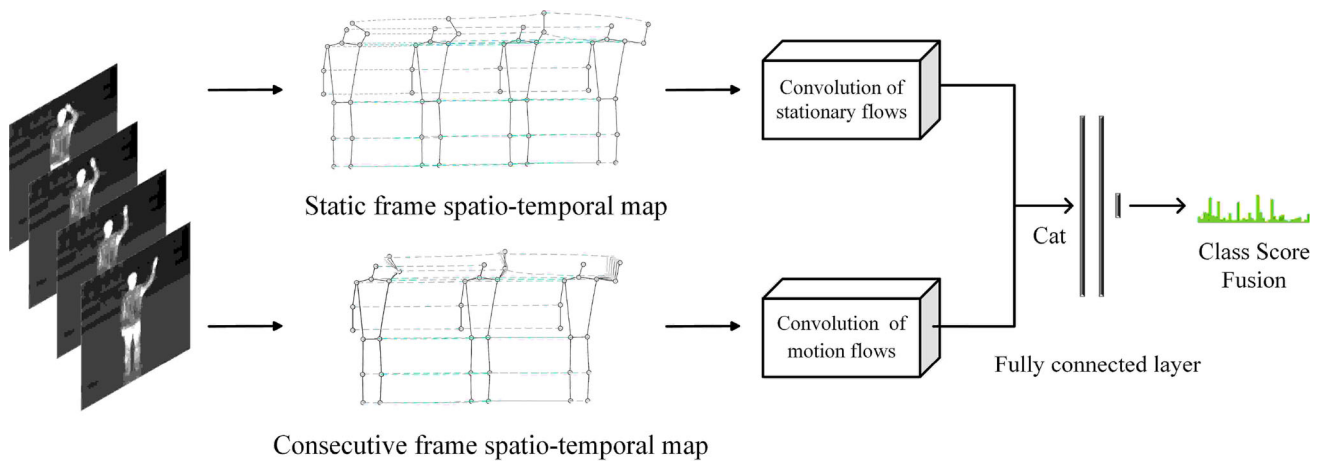 Convolution of
stationary flows
Static frame spatio-temporal map
Cat
Class Score
Fusion
Convolution of
motion flows
Fully connected layer
Consecutive frame spatio-temporal map